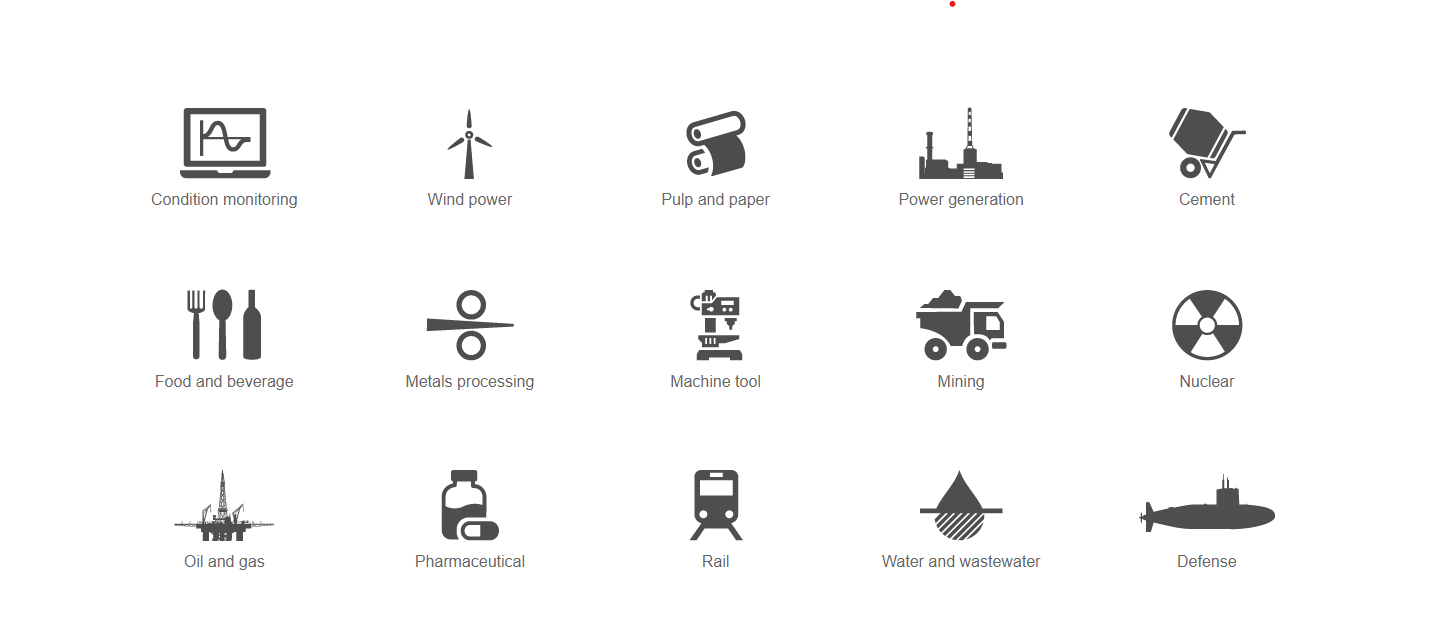 Condition monitoring
Wind power
Pulp and paper
Power generation
Cement
Food and beverage
Metals processing
Machine tool
Mining
Nuclear
Oil and gas
Pharmaceutical
Rail
Water and wastewater
Defense